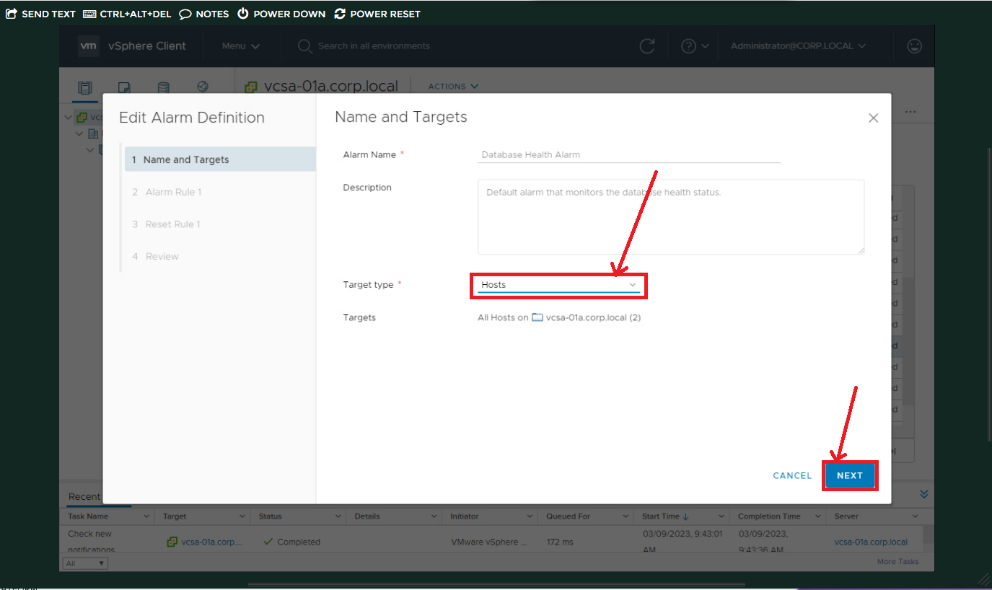 SEND TEXT CTRL+ALT+DEL NOTES POWER DOWN POWER RESET
vm vSphere Client Menu Search in all environments Administrator@CORP.LOCAL
vcsa-01a.corp.local ACTIONS
vcs
Edit Alarm Definition
1 Name and Targets
2 Alarm Rule 1
3 Reset Rule 1
4 Review
Name and Targets
Alarm Name * Database Health Alarm
Description Default alarm that monitors the database health status.
Target type * Hosts
Targets All Hosts on vcsa-01a.corp.local (2)
CANCEL NEXT
Recent
Task Name Target Status Details Initiator Queued For Start Time ↓ Completion Time Server
Check new notifications vcsa-01a.corp... Completed VMware vSphere ... 172 ms 03/09/2023, 9:43:01 AM 03/09/2023, 9:43:36 AM vcsa-01a.corp.local
All More Tasks